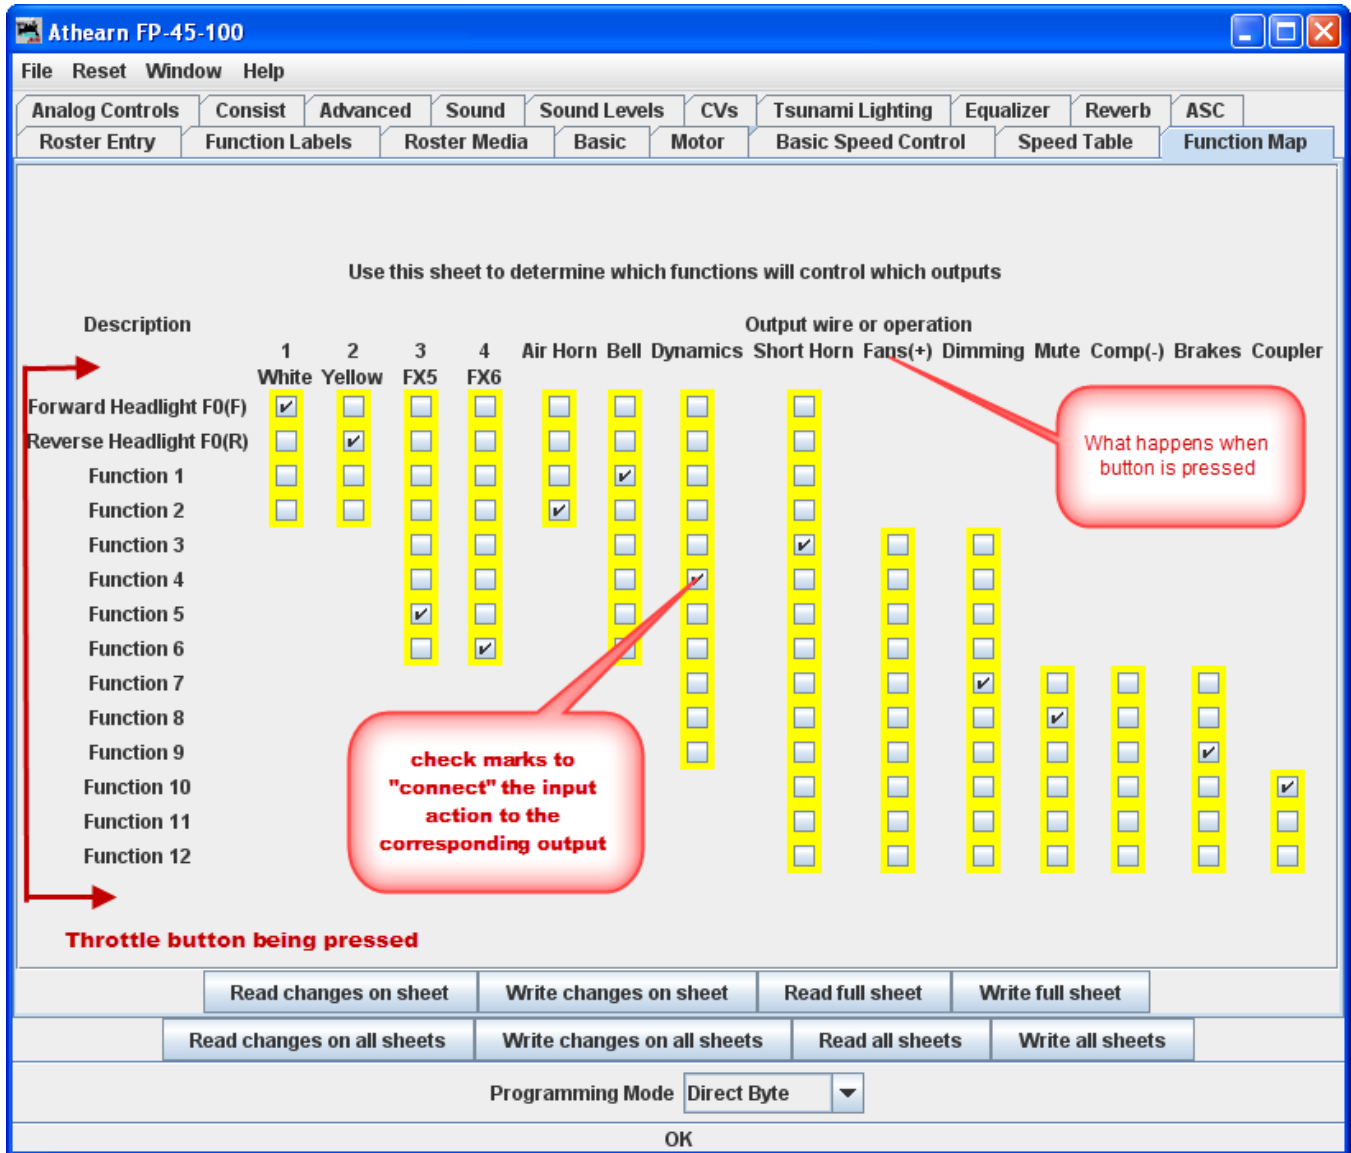 Athearn FP-45-100
File Reset Window Help
Analog Controls Consist Advanced Sound Sound Levels CVs Tsunami Lighting Equalizer Reverb ASC
Roster Entry Function Labels Roster Media Basic Motor Basic Speed Control Speed Table Function Map
Use this sheet to determine which functions will control which outputs
Description Output wire or operation
1 2 3 4 Air Horn Bell Dynamics Short Horn Fans(+) Dimming Mute Comp(-) Brakes Coupler
White Yellow FX5 FX6
Forward Headlight F0(F)
Reverse Headlight F0(R)
Function 1
Function 2
Function 3
Function 4
Function 5
Function 6
Function 7
Function 8
Function 9
Function 10
Function 11
Function 12
What happens when
button is pressed
check marks to
"connect" the input
action to the
corresponding output
Throttle button being pressed
Read changes on sheet Write changes on sheet Read full sheet Write full sheet
Read changes on all sheets Write changes on all sheets Read all sheets Write all sheets
Programming Mode Direct Byte
OK